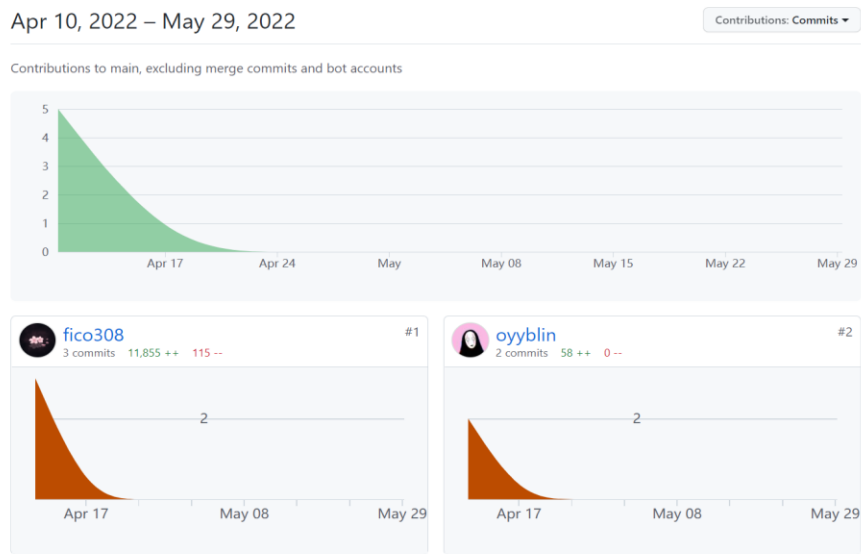 Apr 10, 2022 – May 29, 2022
Contributions: Commits
Contributions to main, excluding merge commits and bot accounts
5
4
3
2
1
0
Apr 17 Apr 24 May May 08 May 15 May 22 May 29
fico308 #1
3 commits 11,855 ++ 115 --
2
Apr 17 May 08 May 29
oyyblin #2
2 commits 58 ++ 0 --
2
Apr 17 May 08 May 29